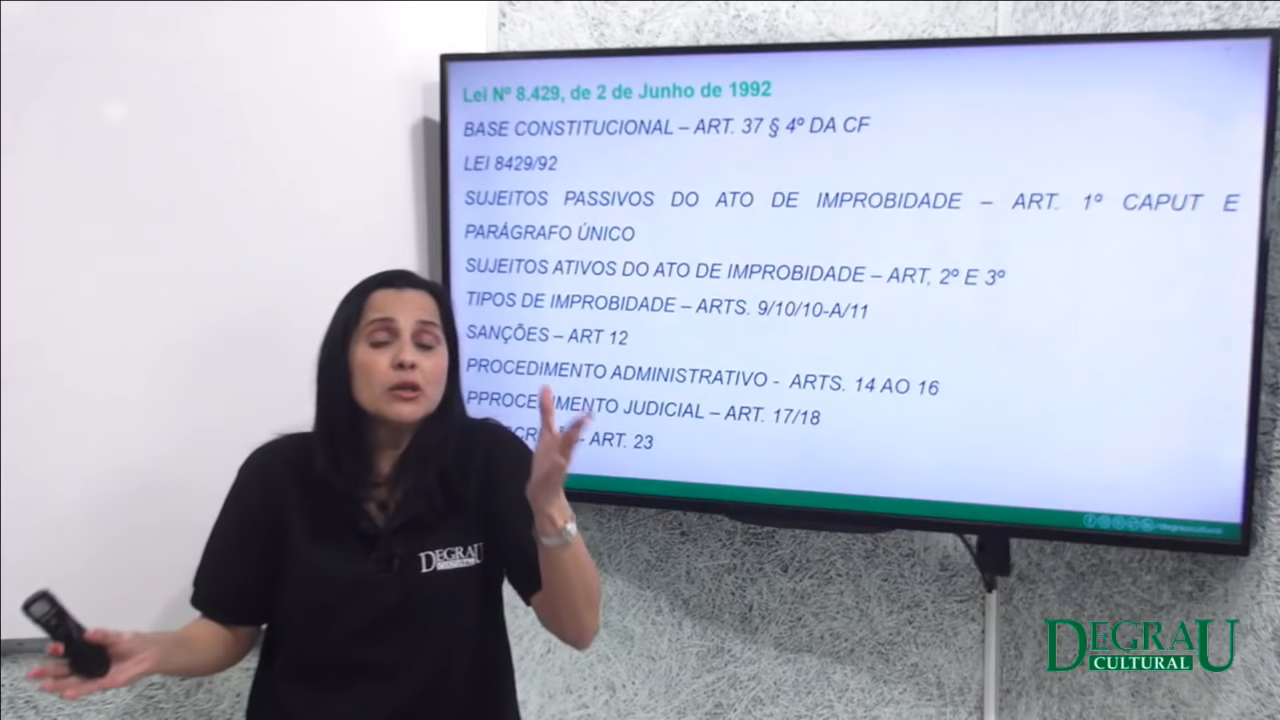 Lei Nº 8.429, de 2 de Junho de 1992
BASE CONSTITUCIONAL – ART. 37 § 4º DA CF
LEI 8429/92
SUJEITOS PASSIVOS DO ATO DE IMPROBIDADE – ART. 1º CAPUT E
PARÁGRAFO ÚNICO
SUJEITOS ATIVOS DO ATO DE IMPROBIDADE – ART, 2º E 3º
TIPOS DE IMPROBIDADE – ARTS. 9/10/10-A/11
SANÇÕES – ART 12
PROCEDIMENTO ADMINISTRATIVO - ARTS. 14 AO 16
PPROCEDIMENTO JUDICIAL – ART. 17/18
- ART. 23
DEGRAU
DEGRAU
CULTURAL